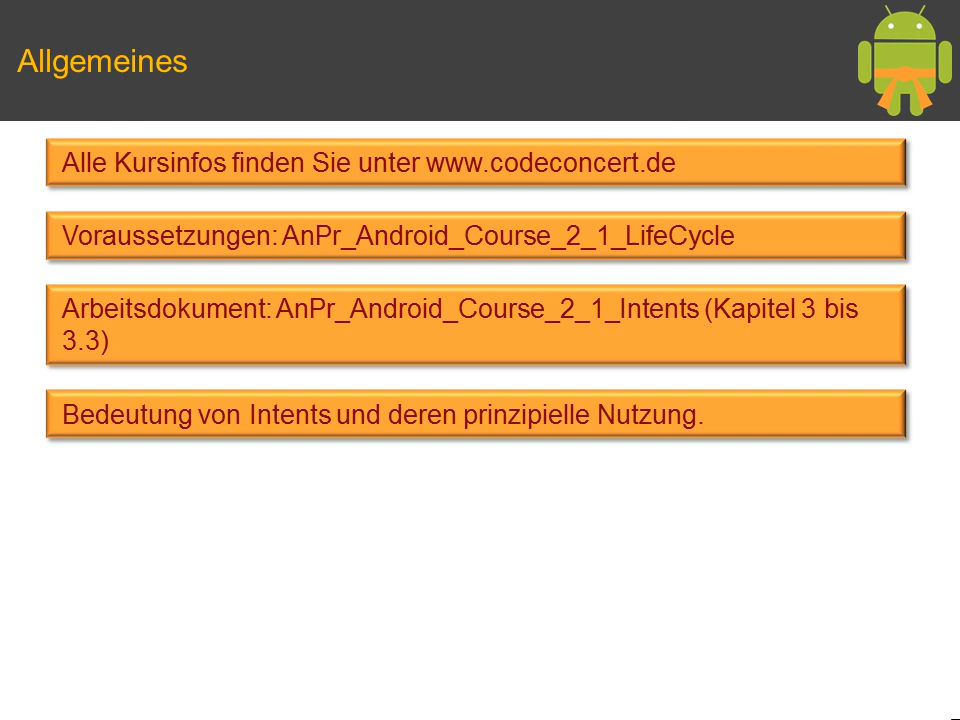 Allgemeines
Alle Kursinfos finden Sie unter www.codeconcert.de
Voraussetzungen: AnPr_Android_Course_2_1_LifeCycle
Arbeitsdokument: AnPr_Android_Course_2_1_Intents (Kapitel 3 bis
3.3)
Bedeutung von Intents und deren prinzipielle Nutzung.